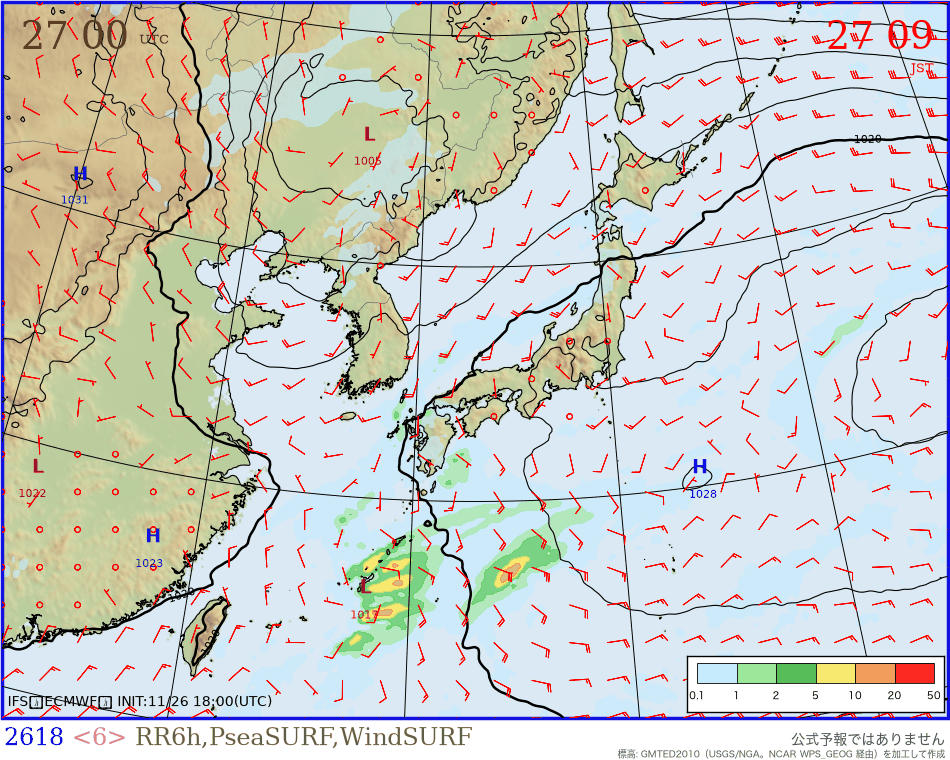 27 00 UTC
27 09
JST
1020
L
1005
H
1031
L
1022
H
1023
H
1028
L
1017
1020
IFS ECMWF INIT:11/26 18:00(UTC)
0.1 1 2 5 10 20 50
2618 <6> RR6h,PseaSURF,WindSURF
公式予報ではありません
標高: GMTED2010（USGS/NGA。NCAR WPS_GEOG 経由）を加工して作成